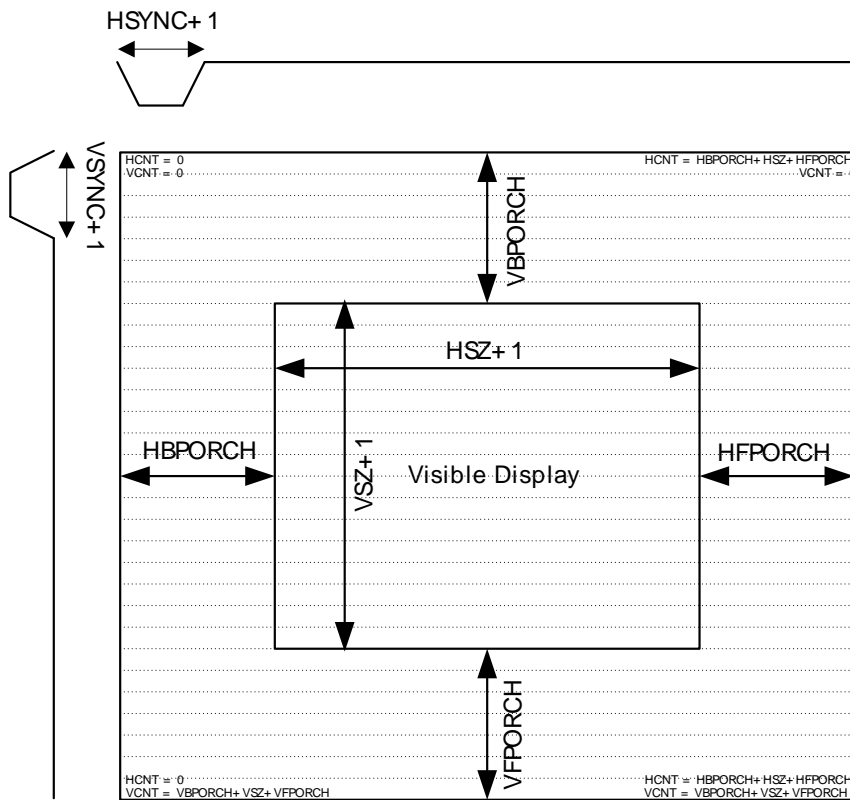 HSYNC+ 1
VSYNC+ 1
HCNT = 0
VCNT = 0
HCNT = HBPORCH+ HSZ+ HFPORCH
VCNT =
VBPORCH
HSZ+ 1
VSZ+ 1
HBPORCH
Visible Display
HFPORCH
VFPORCH
HCNT = 0
VCNT = VBPORCH+ VSZ+ VFPORCH
HCNT = HBPORCH+ HSZ+ HFPORCH
VCNT = VBPORCH+ VSZ+ VFPORCH